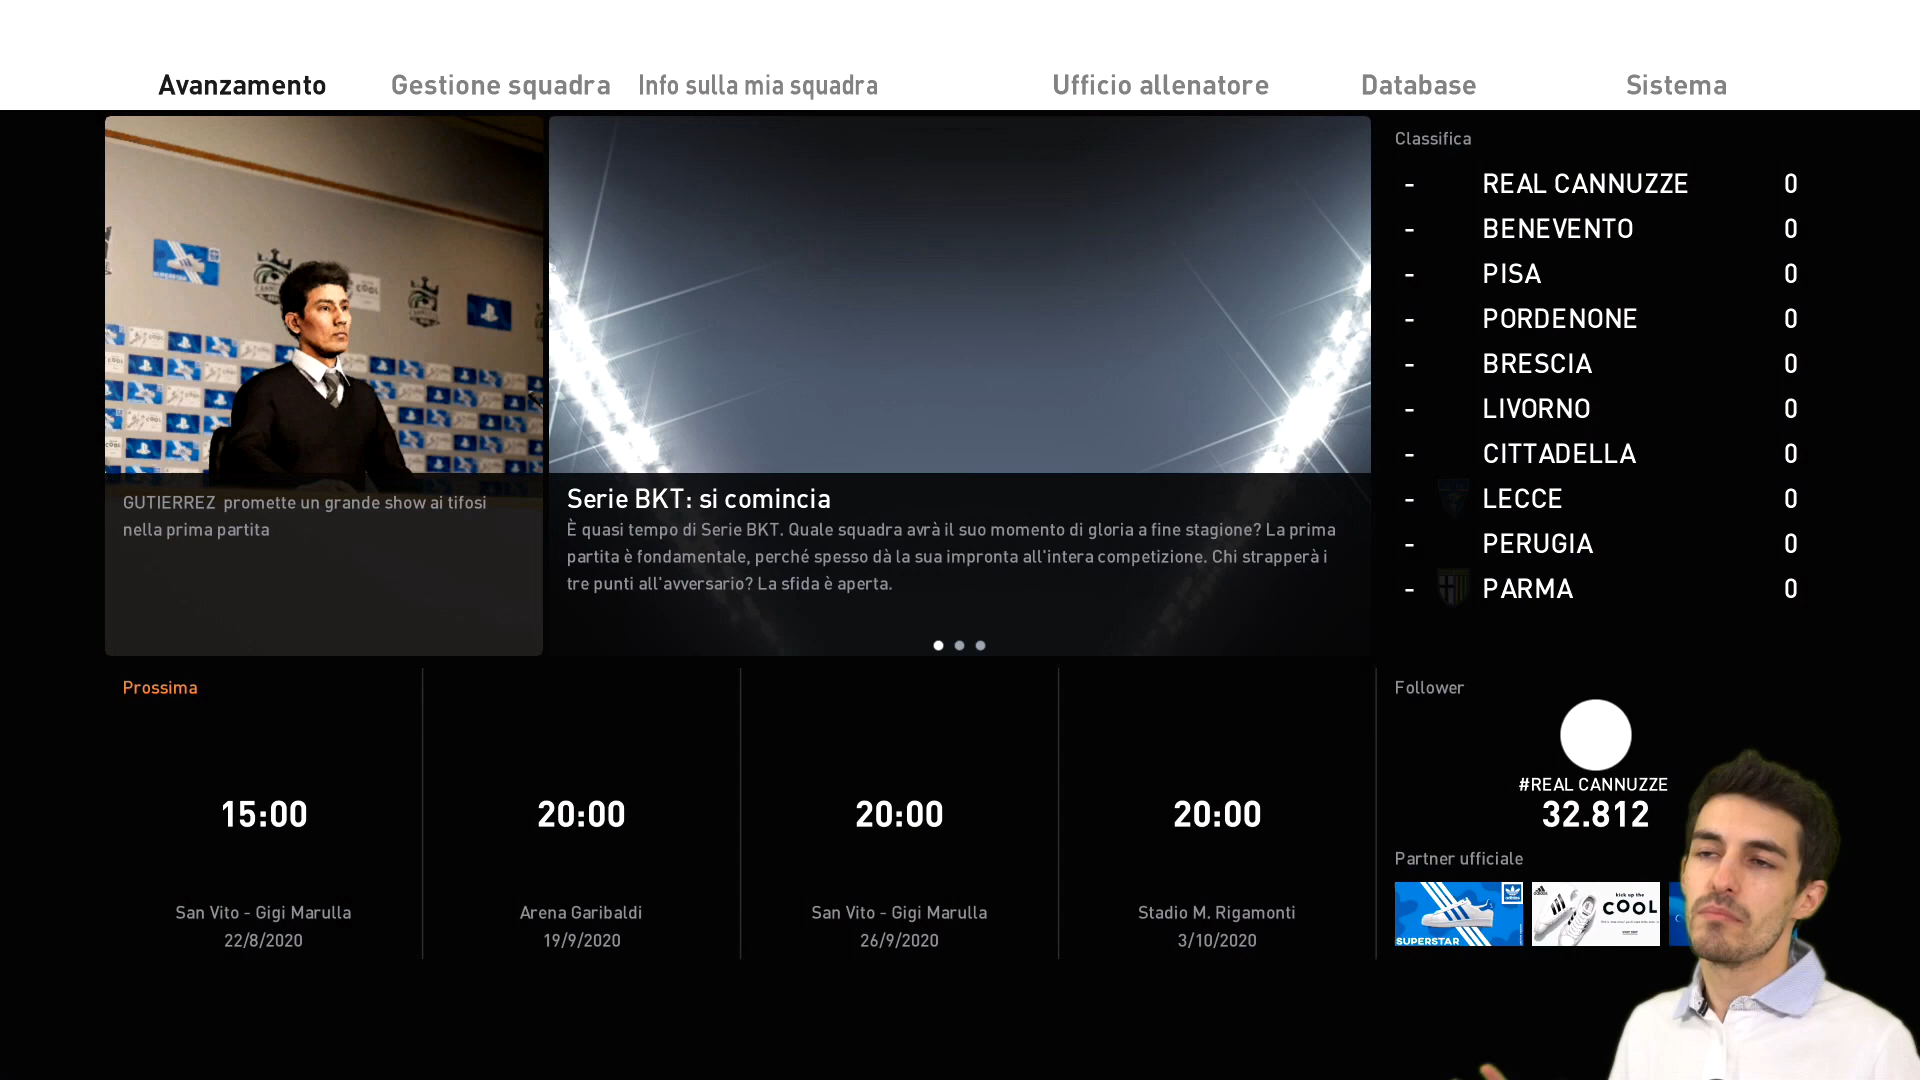 Avanzamento
Gestione squadra
Info sulla mia squadra
Ufficio allenatore
Database
Sistema
GUTIERREZ promette un grande show ai tifosi
nella prima partita
Serie BKT: si comincia
È quasi tempo di Serie BKT. Quale squadra avrà il suo momento di gloria a fine stagione? La prima
partita è fondamentale, perché spesso dà la sua impronta all'intera competizione. Chi strapperà i
tre punti all'avversario? La sfida è aperta.
Classifica
- REAL CANNUZZE 0
- BENEVENTO 0
- PISA 0
- PORDENONE 0
- BRESCIA 0
- LIVORNO 0
- CITTADELLA 0
- LECCE 0
- PERUGIA 0
- PARMA 0
Prossima
15:00
San Vito - Gigi Marulla
22/8/2020
20:00
Arena Garibaldi
19/9/2020
20:00
San Vito - Gigi Marulla
26/9/2020
20:00
Stadio M. Rigamonti
3/10/2020
Follower
#REAL CANNUZZE
32.812
Partner ufficiale
SUPERSTAR
kick up the
COOL